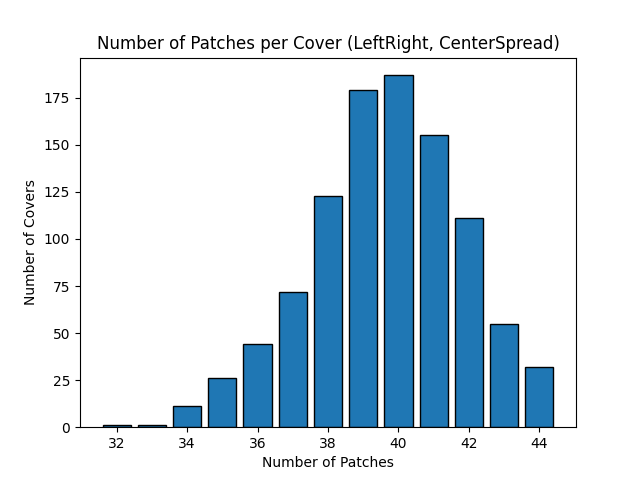 Number of Patches per Cover (LeftRight, CenterSpread)
175
150
125
100
75
50
25
0
Number of Covers
32 34 36 38 40 42 44
Number of Patches